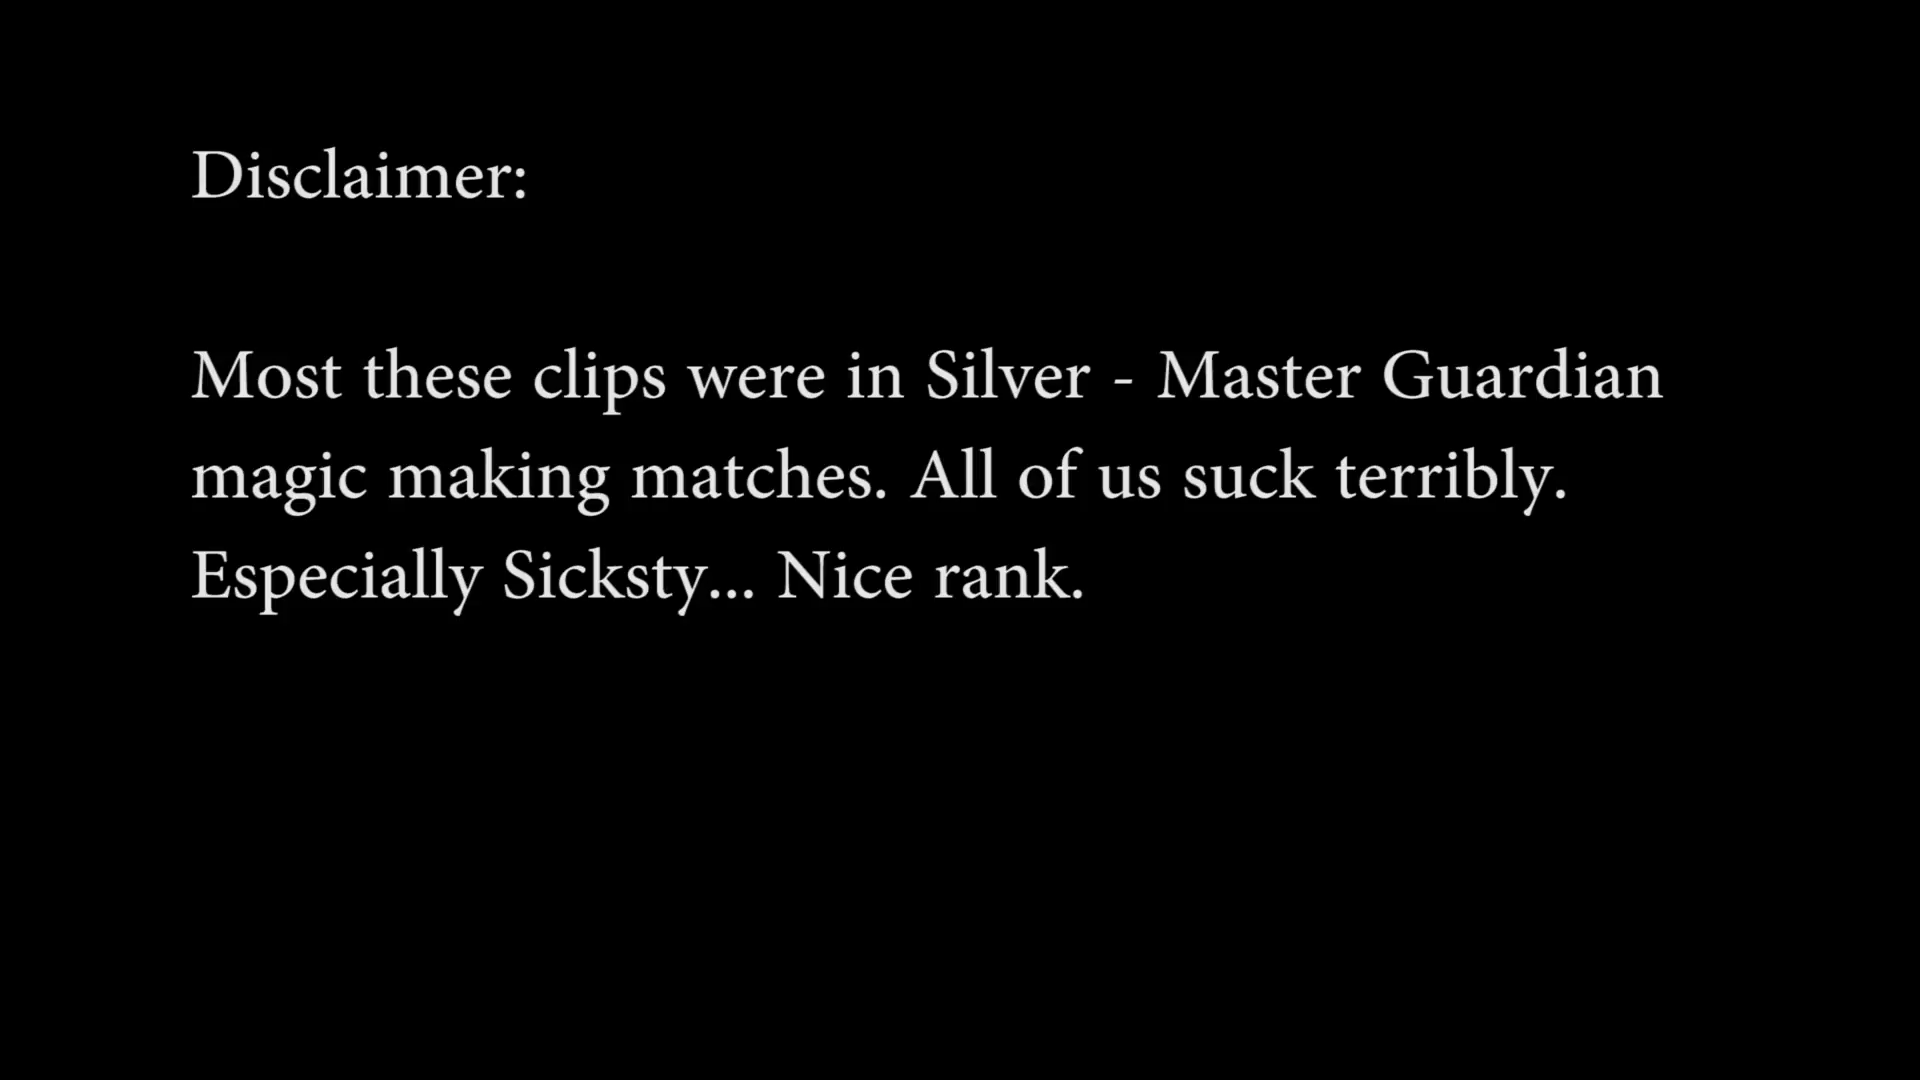 Disclaimer:
Most these clips were in Silver - Master Guardian
magic making matches. All of us suck terribly.
Especially Sicksty... Nice rank.